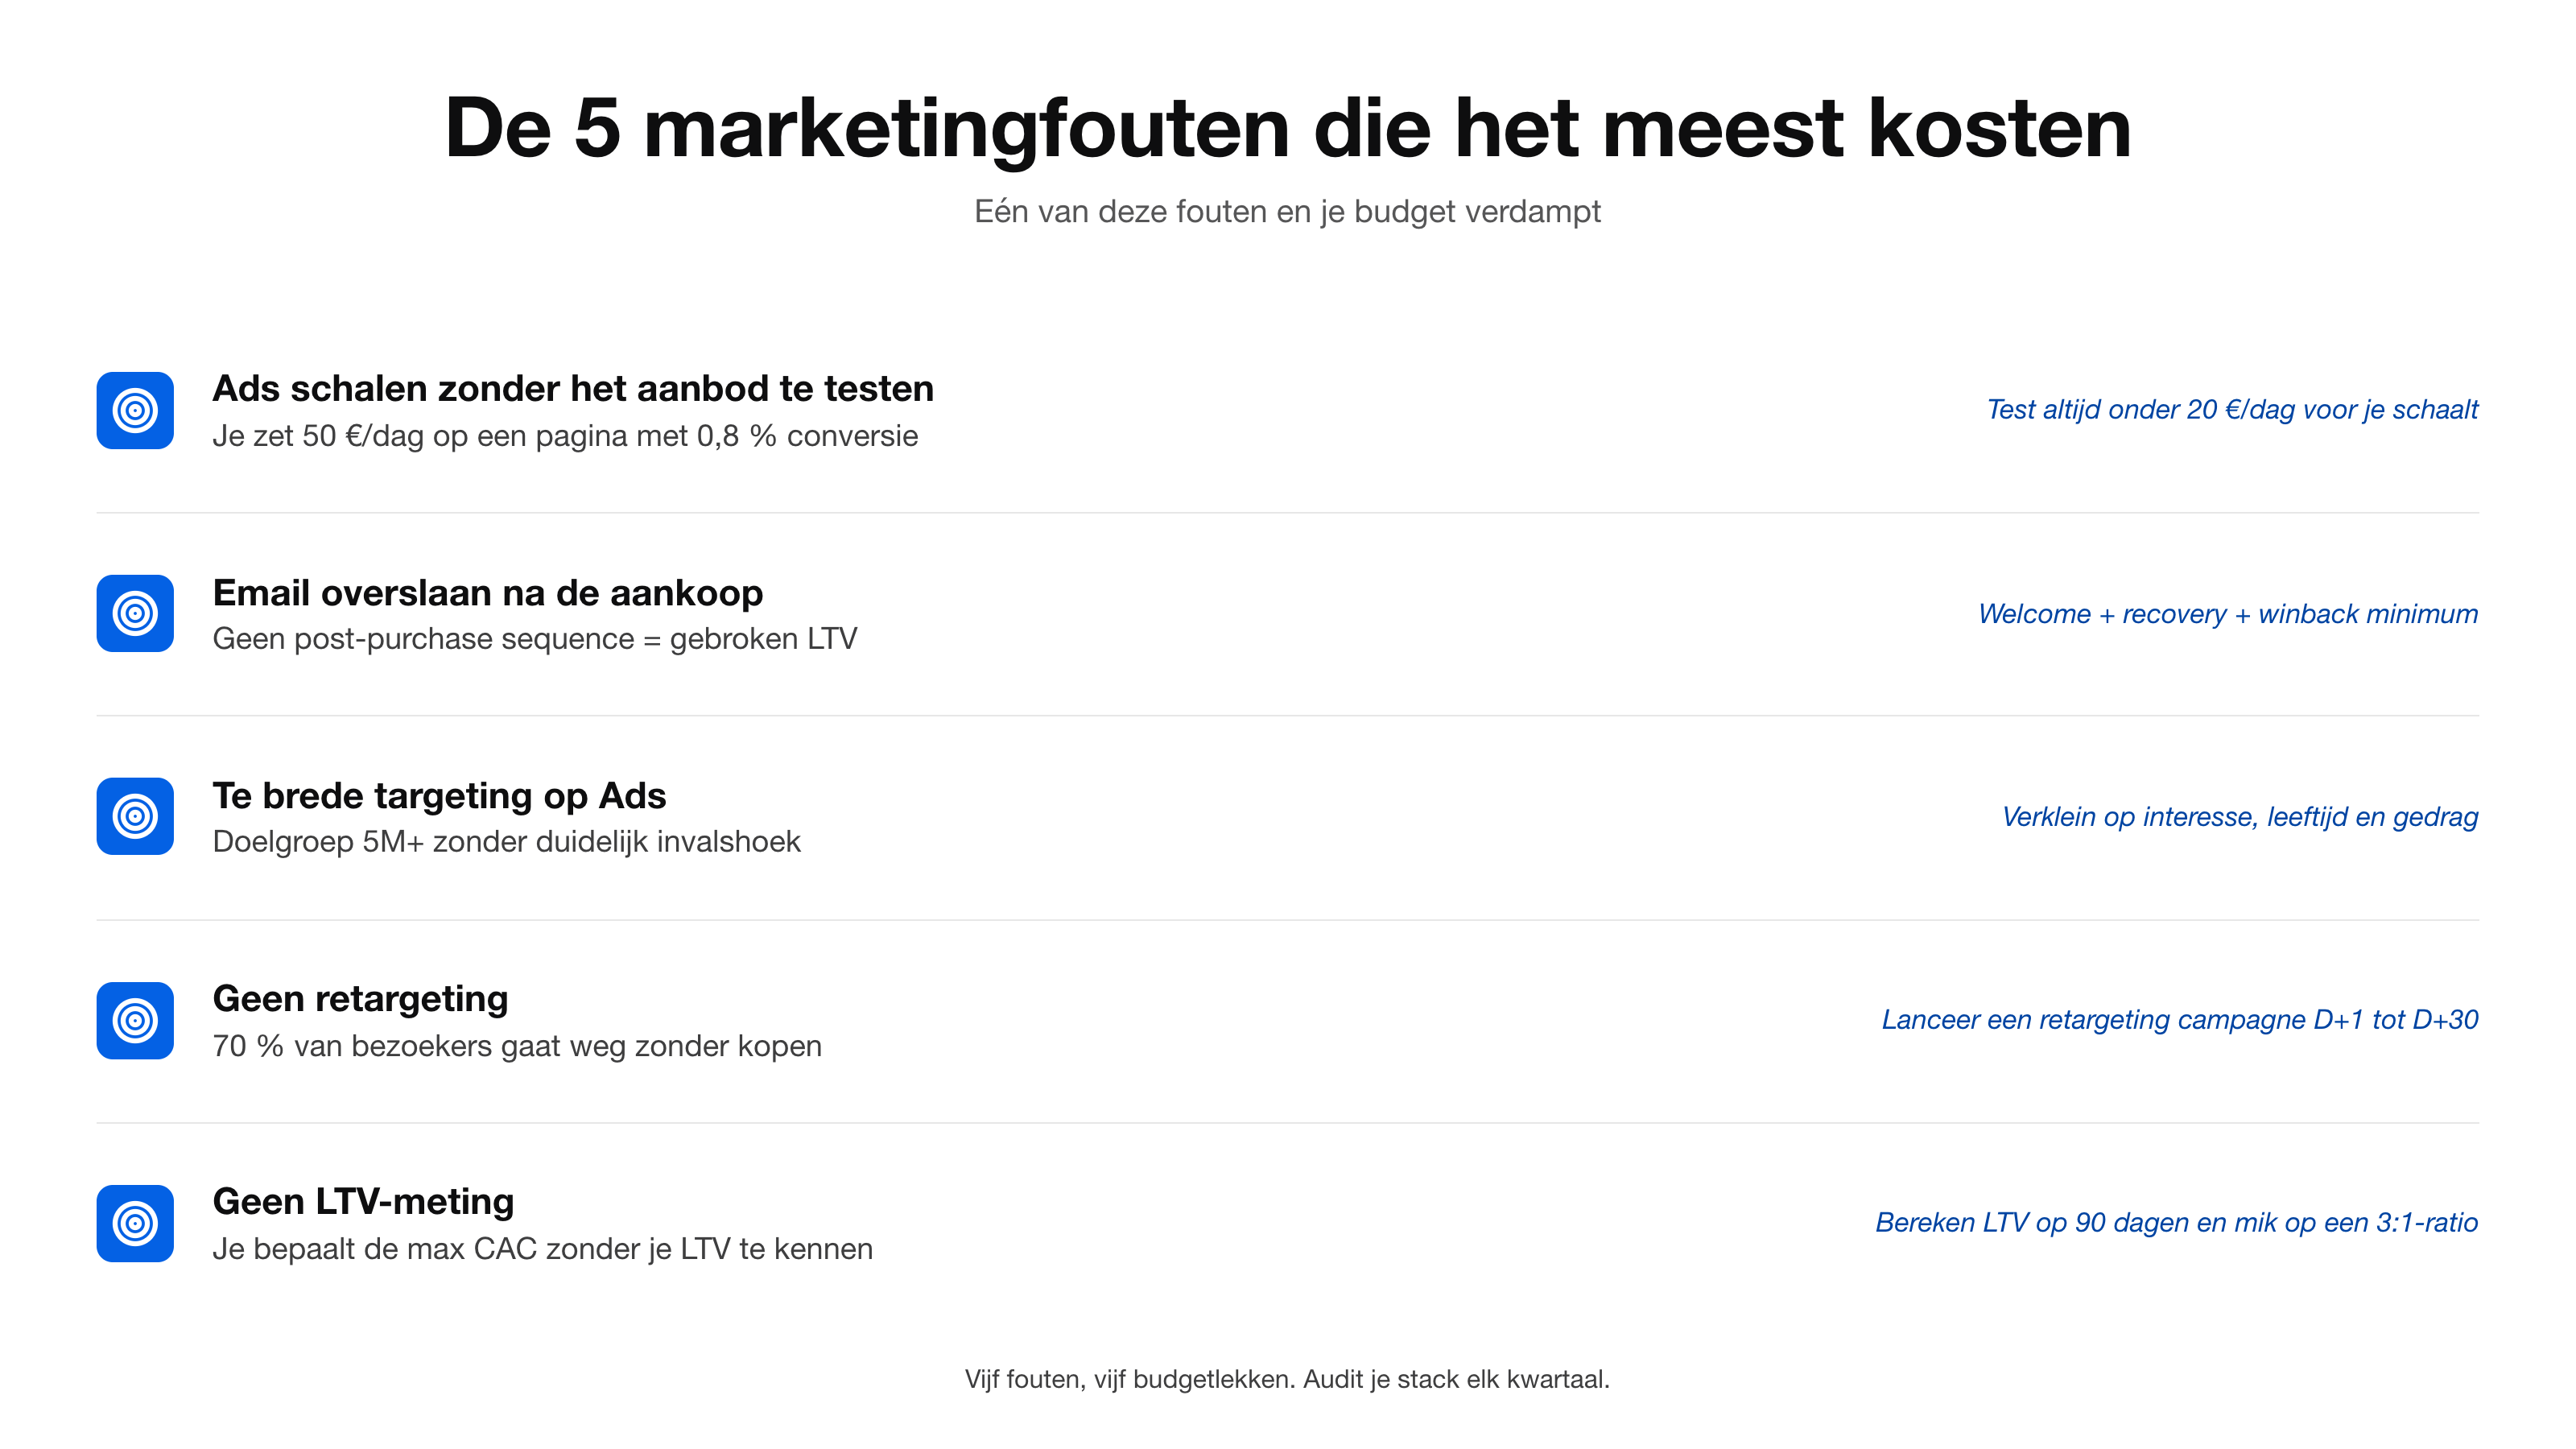 De 5 marketingfouten die het meest kosten
Eén van deze fouten en je budget verdampt
Ads schalen zonder het aanbod te testen
Je zet 50 €/dag op een pagina met 0,8 % conversie
Test altijd onder 20 €/dag voor je schaalt
Email overslaan na de aankoop
Geen post-purchase sequence = gebroken LTV
Welcome + recovery + winback minimum
Te brede targeting op Ads
Doelgroep 5M+ zonder duidelijk invalshoek
Verklein op interesse, leeftijd en gedrag
Geen retargeting
70 % van bezoekers gaat weg zonder kopen
Lanceer een retargeting campagne D+1 tot D+30
Geen LTV-meting
Je bepaalt de max CAC zonder je LTV te kennen
Bereken LTV op 90 dagen en mik op een 3:1-ratio
Vijf fouten, vijf budgetlekken. Audit je stack elk kwartaal.